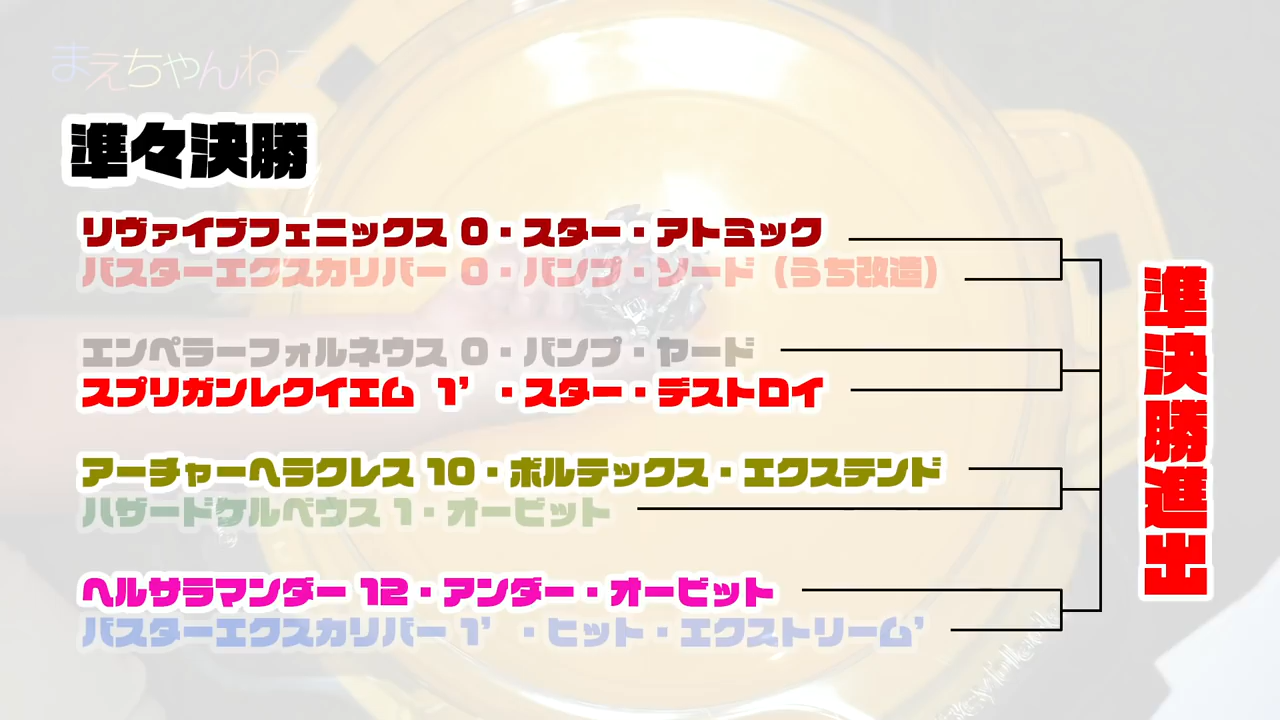 まえちゃんね
準々決勝
リヴァイブフェニックス 0・スター・アトミック
バスターエクスカリバー 0・バンプ・ソード（うち改造）
エンペラーフォルネウス 0・バンプ・ヤード
スプリガンレクイエム 1’・スター・デストロイ
アーチャーヘラクレス 10・ボルテックス・エクステンド
ハザードケルベウス 1・オービット
ヘルサラマンダー 12・アンダー・オービット
バスターエクスカリバー 1’・ヒット・エクストリーム’
準決勝進出